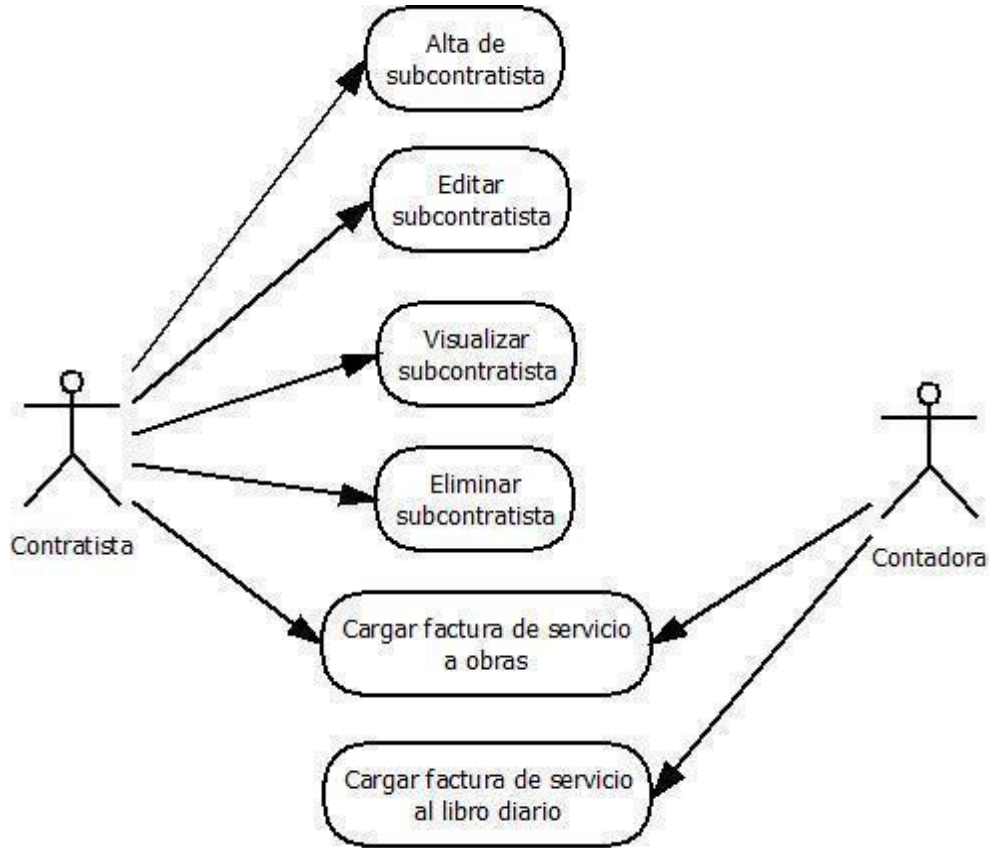 Alta de
subcontratista
Editar
subcontratista
Visualizar
subcontratista
Eliminar
subcontratista
Contratista
Contadora
Cargar factura de servicio
a obras
Cargar factura de servicio
al libro diario